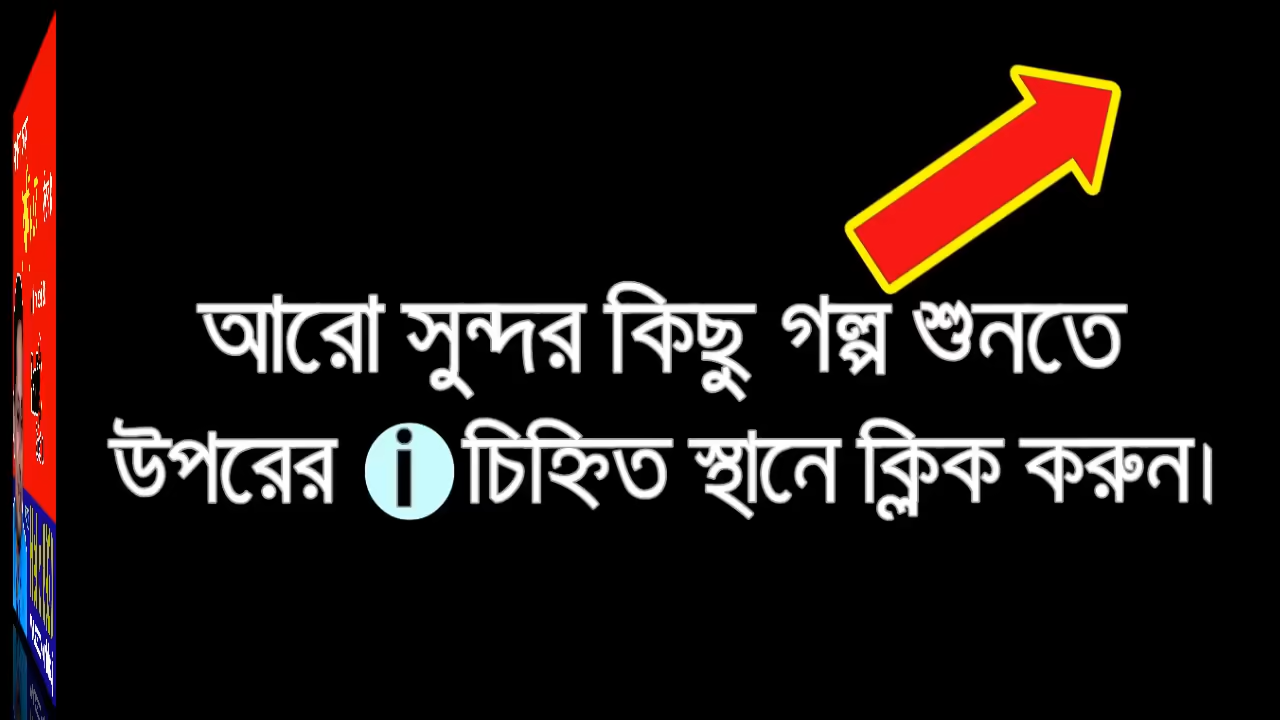 আরো সুন্দর কিছু গল্প শুনতে
উপরের i চিহ্নিত স্থানে ক্লিক করুন।